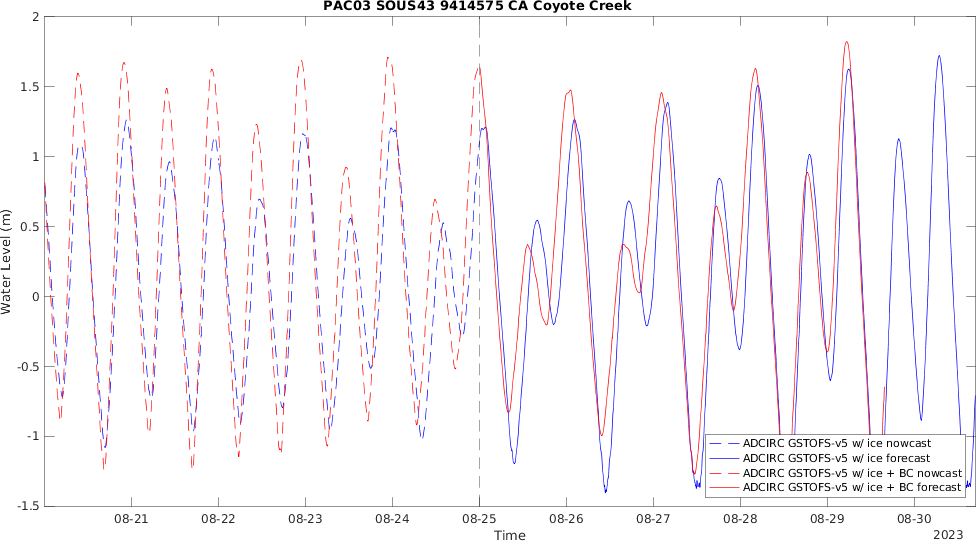 PAC03 SOUS43 9414575 CA Coyote Creek
2
1.5
1
0.5
0
-0.5
-1
-1.5
Water Level (m)
ADCIRC GSTOFS-v5 w/ ice nowcast
ADCIRC GSTOFS-v5 w/ ice forecast
ADCIRC GSTOFS-v5 w/ ice + BC nowcast
ADCIRC GSTOFS-v5 w/ ice + BC forecast
08-21 08-22 08-23 08-24 08-25 08-26 08-27 08-28 08-29 08-30
Time
2023